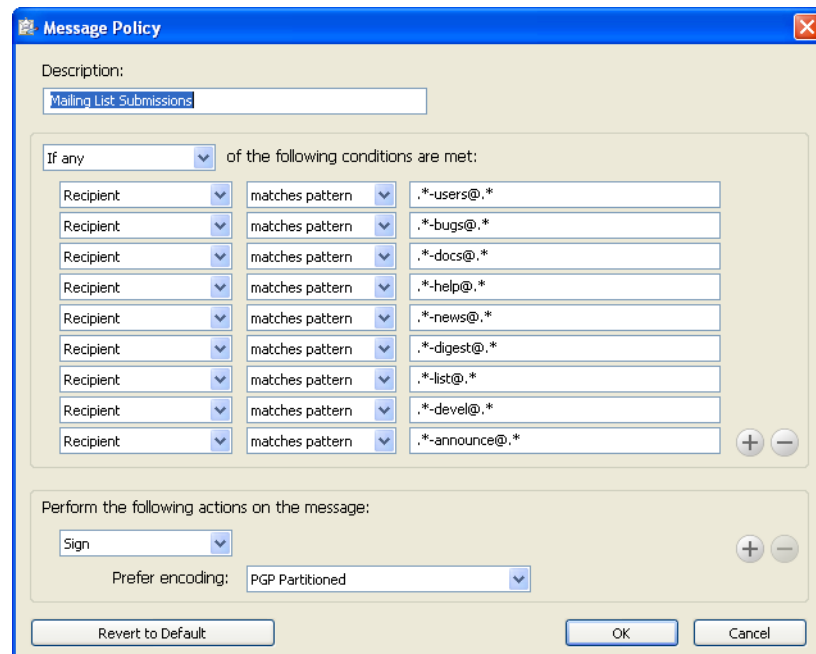 Message Policy
Description:
Mailing List Submissions
If any of the following conditions are met:
Recipient matches pattern .*-users@.*
Recipient matches pattern .*-bugs@.*
Recipient matches pattern .*-docs@.*
Recipient matches pattern .*-help@.*
Recipient matches pattern .*-news@.*
Recipient matches pattern .*-digest@.*
Recipient matches pattern .*-list@.*
Recipient matches pattern .*-devel@.*
Recipient matches pattern .*-announce@.*
Perform the following actions on the message:
Sign
Prefer encoding: PGP Partitioned
Revert to Default OK Cancel